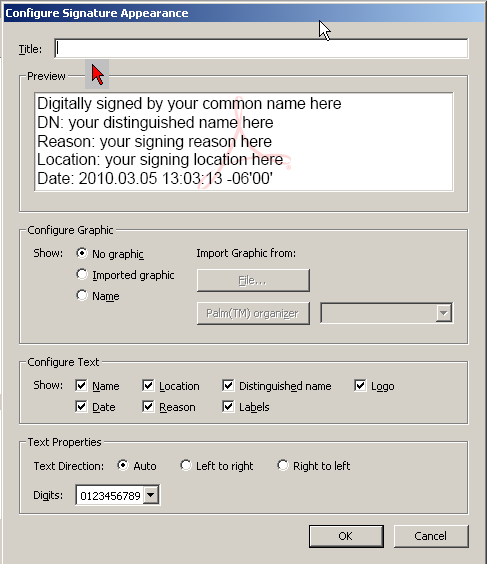 Configure Signature Appearance
Title:
Preview
Digitally signed by your common name here
DN: your distinguished name here
Reason: your signing reason here
Location: your signing location here
Date: 2010.03.05 13:03:13 -06'00'
Configure Graphic
Show: No graphic Import Graphic from:
Imported graphic File...
Name Palm(TM) organizer
Configure Text
Show: Name Location Distinguished name Logo
Date Reason Labels
Text Properties
Text Direction: Auto Left to right Right to left
Digits: 0123456789
OK Cancel